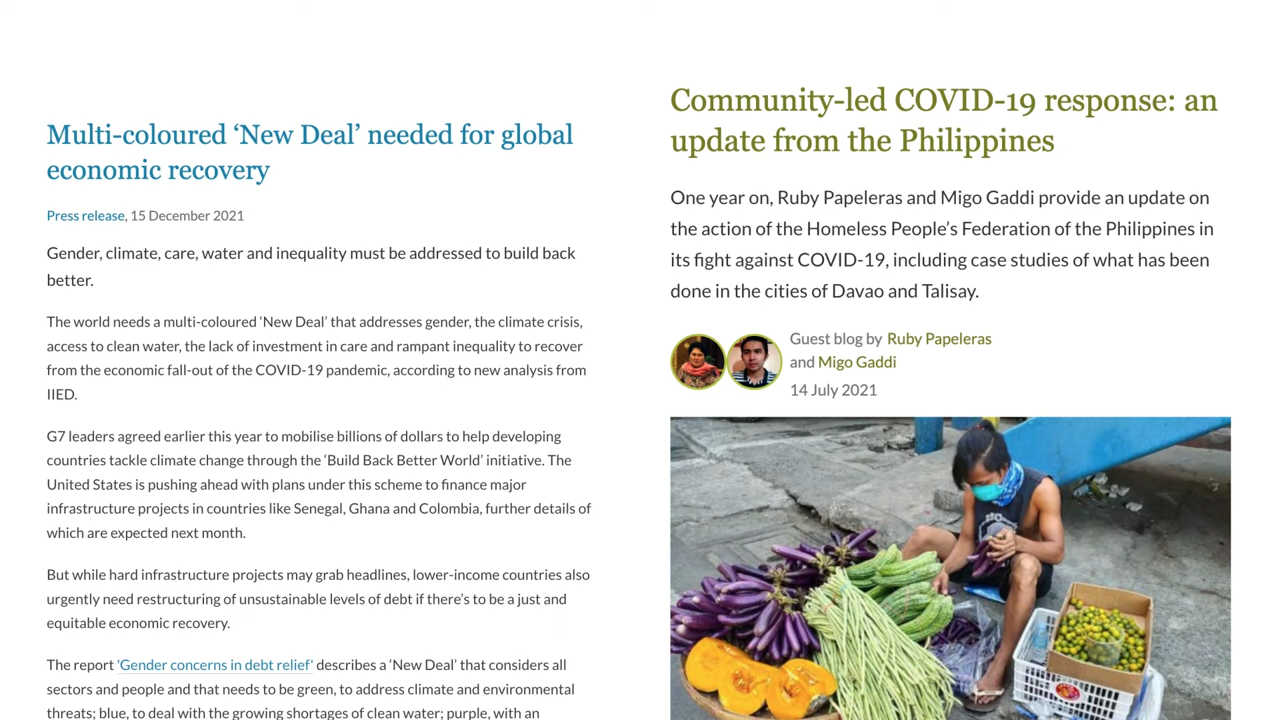 Multi-coloured ‘New Deal’ needed for global
economic recovery
Press release, 15 December 2021
Gender, climate, care, water and inequality must be addressed to build back
better.
The world needs a multi-coloured ‘New Deal’ that addresses gender, the climate crisis,
access to clean water, the lack of investment in care and rampant inequality to recover
from the economic fall-out of the COVID-19 pandemic, according to new analysis from
IIED.
G7 leaders agreed earlier this year to mobilise billions of dollars to help developing
countries tackle climate change through the ‘Build Back Better World’ initiative. The
United States is pushing ahead with plans under this scheme to finance major
infrastructure projects in countries like Senegal, Ghana and Colombia, further details of
which are expected next month.
But while hard infrastructure projects may grab headlines, lower-income countries also
urgently need restructuring of unsustainable levels of debt if there’s to be a just and
equitable economic recovery.
The report ‘Gender concerns in debt relief’ describes a ‘New Deal’ that considers all
sectors and people and that needs to be green, to address climate and environmental
threats; blue, to deal with the growing shortages of clean water; purple, with an
Community-led COVID-19 response: an
update from the Philippines
One year on, Ruby Papeleras and Migo Gaddi provide an update on
the action of the Homeless People’s Federation of the Philippines in
its fight against COVID-19, including case studies of what has been
done in the cities of Davao and Talisay.
Guest blog by Ruby Papeleras
and Migo Gaddi
14 July 2021